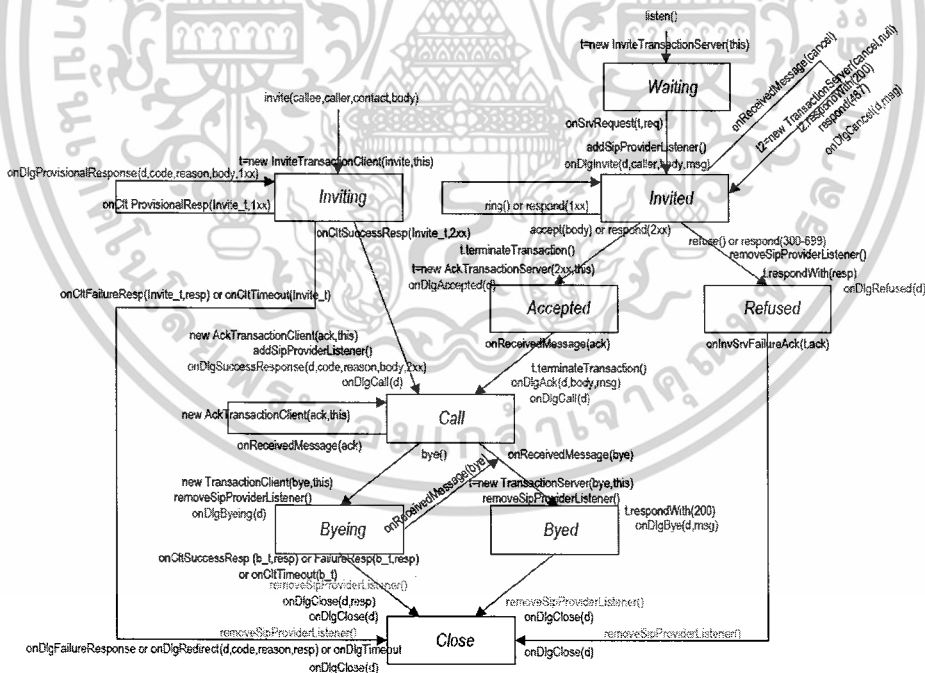 listen()
t=new InviteTransactionServer(this)
Waiting
onReceivedMessage(cancel)
t2=new TransactionServer(cancel,null)
t2.respondWith(200)
respond(487)
onDlgCancel(d,msg)
invite(callee,caller,contact,body)
onSrvRequest(t,req)
addSipProviderListener()
onDlgInvite(d,caller,body,msg)
t=new InviteTransactionClient(invite,this)
onDlgProvisionalResponse(d,code,reason,body,1xx)
Inviting
Invited
onClt ProvisionalResp(Invite_t,1xx)
ring() or respond(1xx)
onCltSuccessResp(Invite_t,2xx)
accept(body) or respond(2xx)
refuse() or respond(300-699)
removeSipProviderListener()
t.terminateTransaction()
t=new AckTransactionServer(2xx,this)
onDlgAccepted(d)
t.respondWith(resp)
onDlgRefused(d)
onCltFailureResp(Invite_t,resp) or onCltTimeout(Invite_t)
Accepted
Refused
new AckTransactionClient(ack,this)
addSipProviderListener()
onDlgSuccessResponse(d,code,reason,body,2xx)
onDlgCall(d)
onReceivedMessage(ack)
onInvSrvFailureAck(t,ack)
t.terminateTransaction()
onDlgAck(d,body,msg)
onDlgCall(d)
new AckTransactionClient(ack,this)
Call
onReceivedMessage(ack)
bye()
onReceivedMessage(bye)
new TransactionClient(bye,this)
removeSipProviderListener()
onDlgByeing(d)
onReceivedMessage(bye)
t=new TransactionServer(bye,this)
removeSipProviderListener()
t.respondWith(200)
onDlgBye(d,msg)
Byeing
Byed
onCltSuccessResp (b_t,resp) or FailureResp(b_t,resp)
or onCltTimeout(b_t)
removeSipProviderListener()
onDlgClose(d,resp)
onDlgClose(d)
removeSipProviderListener()
onDlgClose(d)
removeSipProviderListener()
Close
removeSipProviderListener()
onDlgFailureResponse or onDlgRedirect(d,code,reason,resp) or onDlgTimeout
onDlgClose(d)
onDlgClose(d)